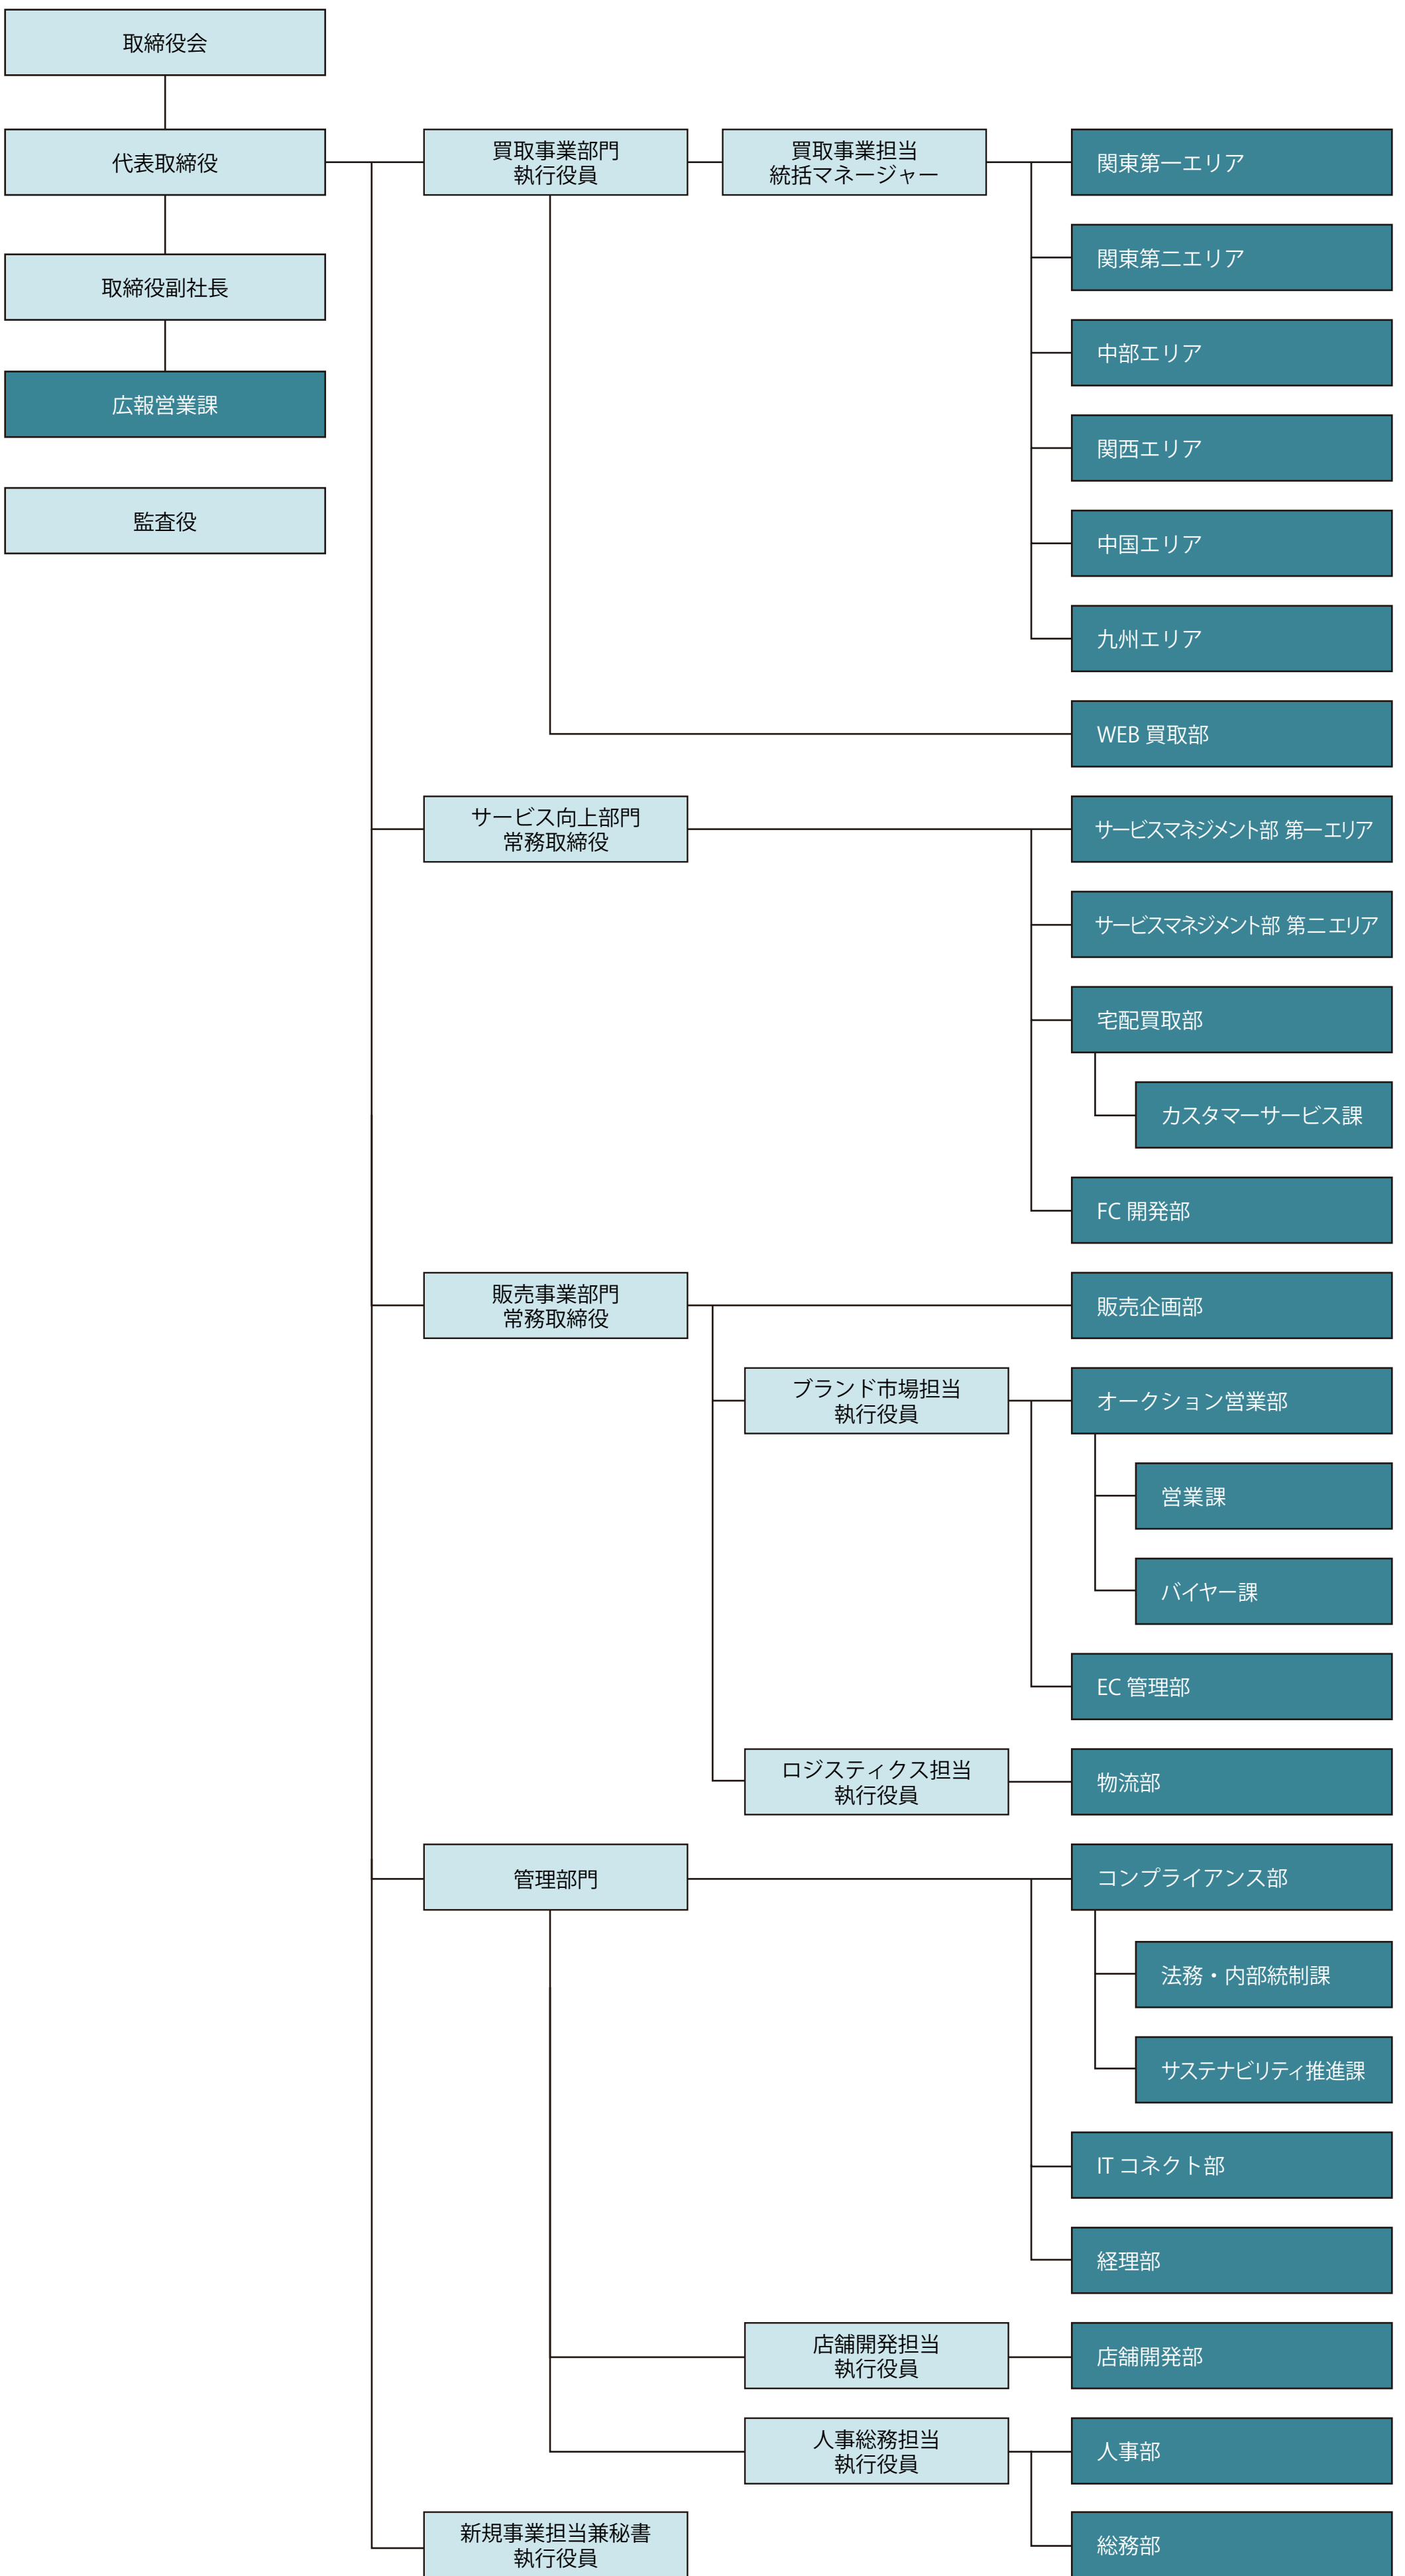 取締役会
代表取締役
取締役副社長
広報営業課
監査役
買取事業部門
執行役員
買取事業担当
統括マネージャー
関東第一エリア
関東第二エリア
中部エリア
関西エリア
中国エリア
九州エリア
WEB 買取部
サービス向上部門
常務取締役
サービスマネジメント部 第一エリア
サービスマネジメント部 第二エリア
宅配買取部
カスタマーサービス課
FC 開発部
販売事業部門
常務取締役
販売企画部
ブランド市場担当
執行役員
オークション営業部
営業課
バイヤー課
EC 管理部
ロジスティクス担当
執行役員
物流部
管理部門
コンプライアンス部
法務・内部統制課
サステナビリティ推進課
IT コネクト部
経理部
店舗開発担当
執行役員
店舗開発部
人事総務担当
執行役員
人事部
総務部
新規事業担当兼秘書
執行役員